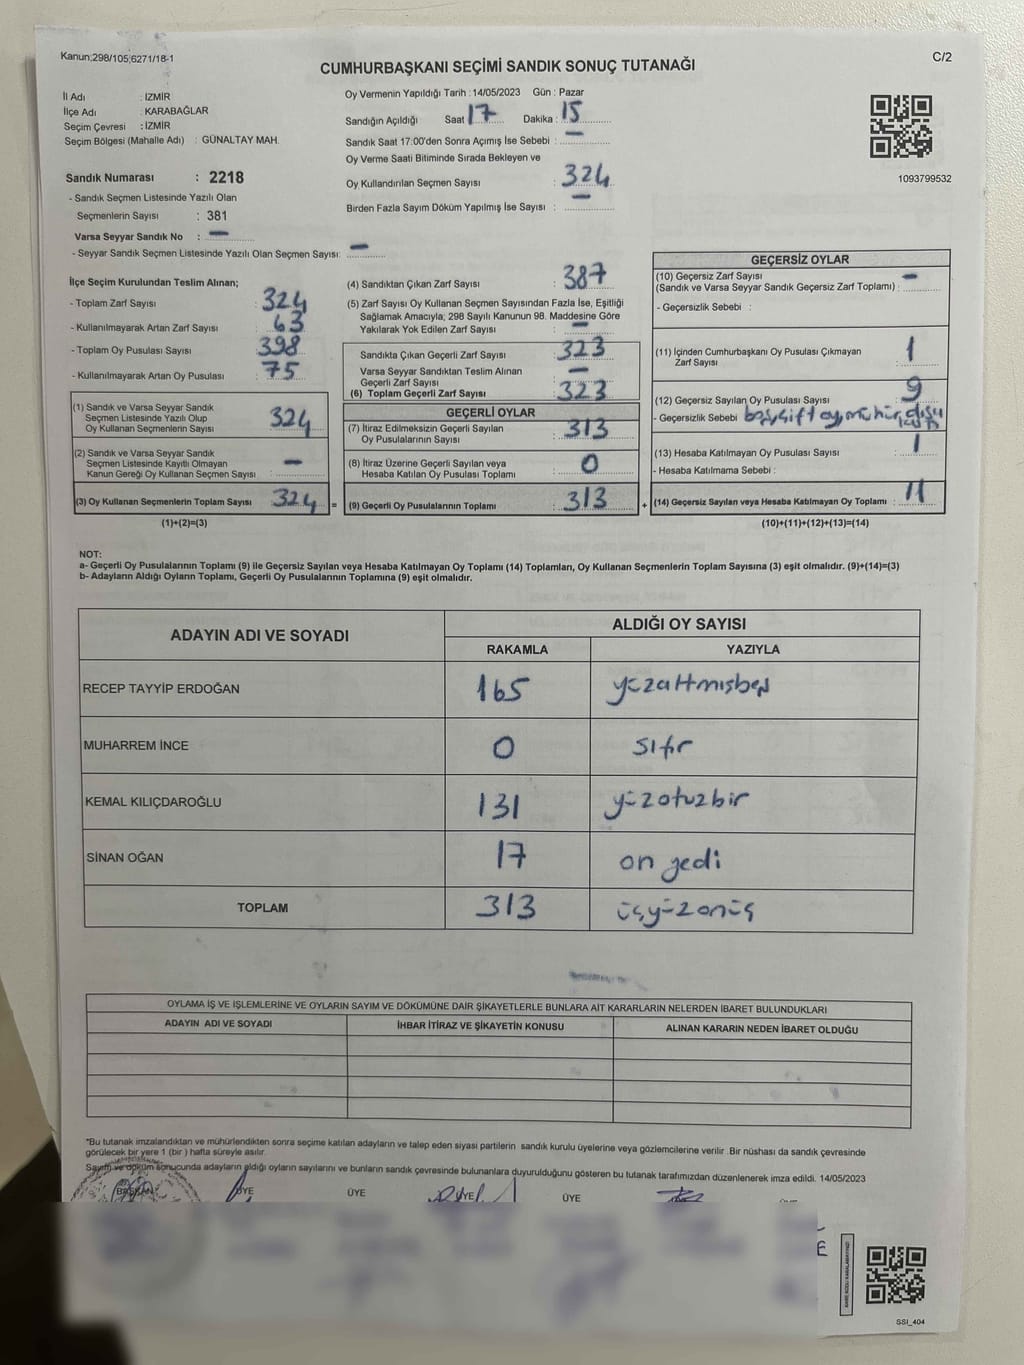 Kanun;298/105;6271/18-1
C/2
CUMHURBAŞKANI SEÇİMİ SANDIK SONUÇ TUTANAĞI
İl Adı : İZMİR
İlçe Adı : KARABAĞLAR
Seçim Çevresi : İZMİR
Seçim Bölgesi (Mahalle Adı) : GÜNALTAY MAH.
Sandık Numarası : 2218
- Sandık Seçmen Listesinde Yazılı Olan
Seçmenlerin Sayısı : 381
Varsa Seyyar Sandık No : —
- Seyyar Sandık Seçmen Listesinde Yazılı Olan Seçmen Sayısı: —
Oy Vermenin Yapıldığı Tarih : 14/05/2023 Gün : Pazar
Sandığın Açıldığı Saat 17 Dakika : 15
Sandık Saat 17:00'den Sonra Açımış İse Sebebi : —
Oy Verme Saati Bitiminde Sırada Bekleyen ve
Oy Kullandırılan Seçmen Sayısı : 324
Birden Fazla Sayım Döküm Yapılmış İse Sayısı : —
1093799532
İlçe Seçim Kurulundan Teslim Alınan;
- Toplam Zarf Sayısı : 324
- Kullanılmayarak Artan Zarf Sayısı : 63
- Toplam Oy Pusulası Sayısı : 398
- Kullanılmayarak Artan Oy Pusulası : 75
(1) Sandık ve Varsa Seyyar Sandık
Seçmen Listesinde Yazılı Olup
Oy Kullanan Seçmenlerin Sayısı : 324
(2) Sandık ve Varsa Seyyar Sandık
Seçmen Listesinde Kayıtlı Olmayan
Kanun Gereği Oy Kullanan Seçmen Sayısı : —
(3) Oy Kullanan Seçmenlerin Toplam Sayısı : 324 =
(1)+(2)=(3)
(4) Sandıktan Çıkan Zarf Sayısı : 387
(5) Zarf Sayısı Oy Kullanan Seçmen Sayısından Fazla İse, Eşitliği
Sağlamak Amacıyla; 298 Sayılı Kanunun 98. Maddesine Göre
Yakılarak Yok Edilen Zarf Sayısı : —
Sandıkta Çıkan Geçerli Zarf Sayısı : 323
Varsa Seyyar Sandıktan Teslim Alınan
Geçerli Zarf Sayısı : —
(6) Toplam Geçerli Zarf Sayısı : 323
GEÇERLİ OYLAR
(7) İtiraz Edilmeksizin Geçerli Sayılan
Oy Pusulalarının Sayısı : 313
(8) İtiraz Üzerine Geçerli Sayılan veya
Hesaba Katılan Oy Pusulası Toplamı : 0
(9) Geçerli Oy Pusulalarının Toplamı : 313 +
GEÇERSİZ OYLAR
(10) Geçersiz Zarf Sayısı
(Sandık ve Varsa Seyyar Sandık Geçersiz Zarf Toplamı) : —
- Geçersizlik Sebebi :
(11) İçinden Cumhurbaşkanı Oy Pusulası Çıkmayan
Zarf Sayısı : 1
(12) Geçersiz Sayılan Oy Pusulası Sayısı : 9
- Geçersizlik Sebebi
(13) Hesaba Katılmayan Oy Pusulası Sayısı : 1
- Hesaba Katılmama Sebebi :
(14) Geçersiz Sayılan veya Hesaba Katılmayan Oy Toplamı : 11
(10)+(11)+(12)+(13)=(14)
NOT:
a- Geçerli Oy Pusulalarının Toplamı (9) ile Geçersiz Sayılan veya Hesaba Katılmayan Oy Toplamı (14) Toplamları, Oy Kullanan Seçmenlerin Toplam Sayısına (3) eşit olmalıdır. (9)+(14)=(3)
b- Adayların Aldığı Oyların Toplamı, Geçerli Oy Pusulalarının Toplamına (9) eşit olmalıdır.
ADAYIN ADI VE SOYADI ALDIĞI OY SAYISI
RAKAMLA YAZIYLA
RECEP TAYYİP ERDOĞAN 165 yüzaltmışbeş
MUHARREM İNCE 0 sıfır
KEMAL KILIÇDAROĞLU 131 yüzotuzbir
SİNAN OĞAN 17 on yedi
TOPLAM 313 üçyüzonüç
OYLAMA İŞ VE İŞLEMLERİNE VE OYLARIN SAYIM VE DÖKÜMÜNE DAİR ŞİKAYETLERLE BUNLARA AİT KARARLARIN NELERDEN İBARET BULUNDUKLARI
ADAYIN ADI VE SOYADI İHBAR İTİRAZ VE ŞİKAYETİN KONUSU ALINAN KARARIN NEDEN İBARET OLDUĞU
*Bu tutanak imzalandıktan ve mühürlendikten sonra seçime katılan adayların ve talep eden siyasi partilerin sandık kurulu üyelerine veya gözlemcilerine verilir. Bir nüshası da sandık çevresinde
görülecek bir yere 1 (bir ) hafta süreyle asılır.
Sayım ve döküm sonucunda adayların aldığı oyların sayılarını ve bunların sandık çevresinde bulunanlara duyurulduğunu gösteren bu tutanak tarafımızdan düzenlenerek imza edildi. 14/05/2023
BAŞKAN ÜYE ÜYE ÜYE ÜYE
SSI_404